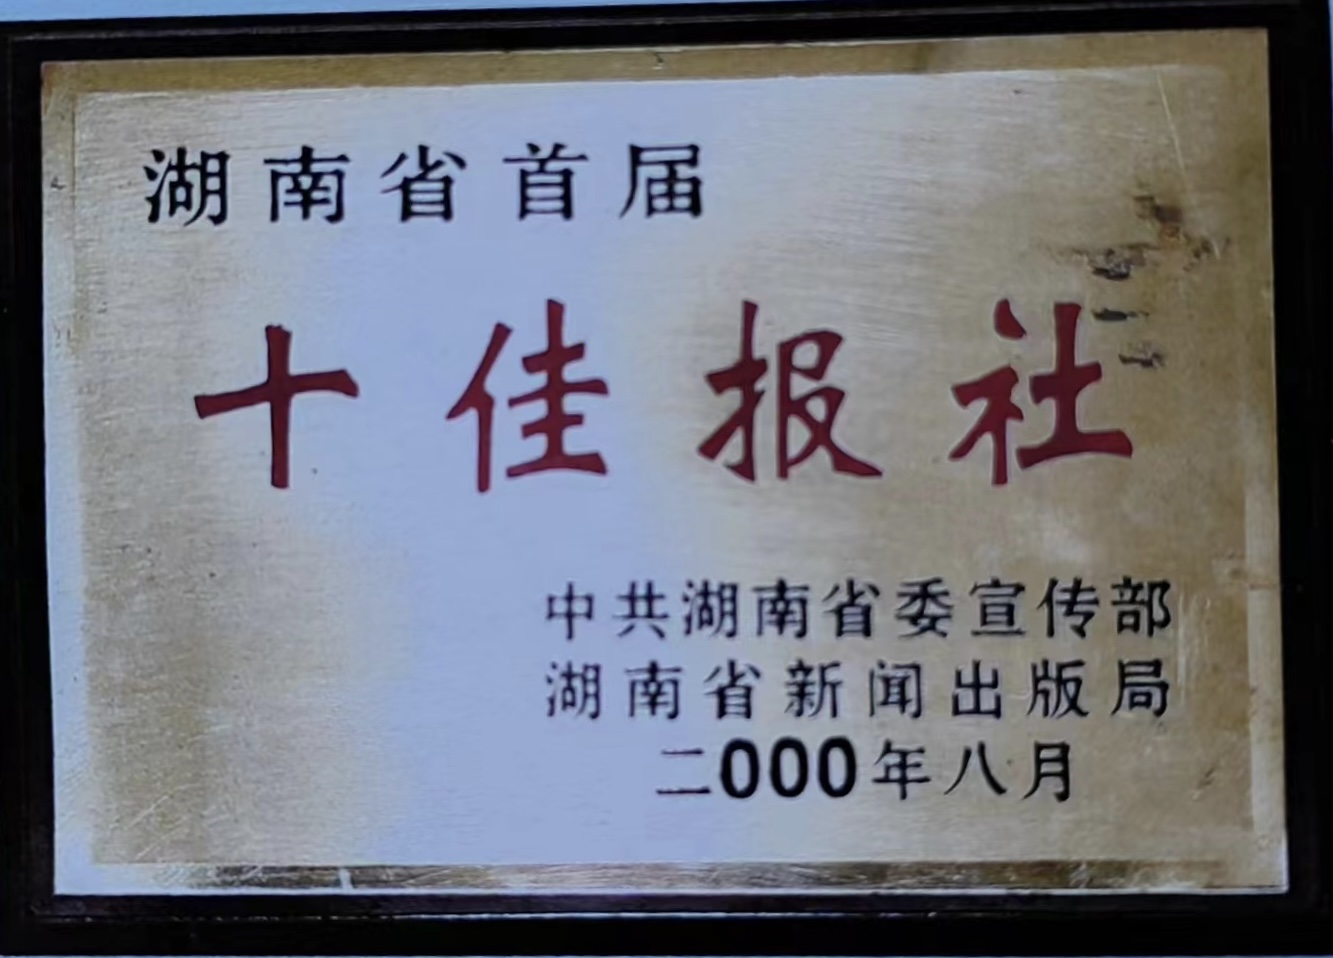 湖南省首届
十佳报社
中共湖南省委宣传部
湖南省新闻出版局
二000年八月